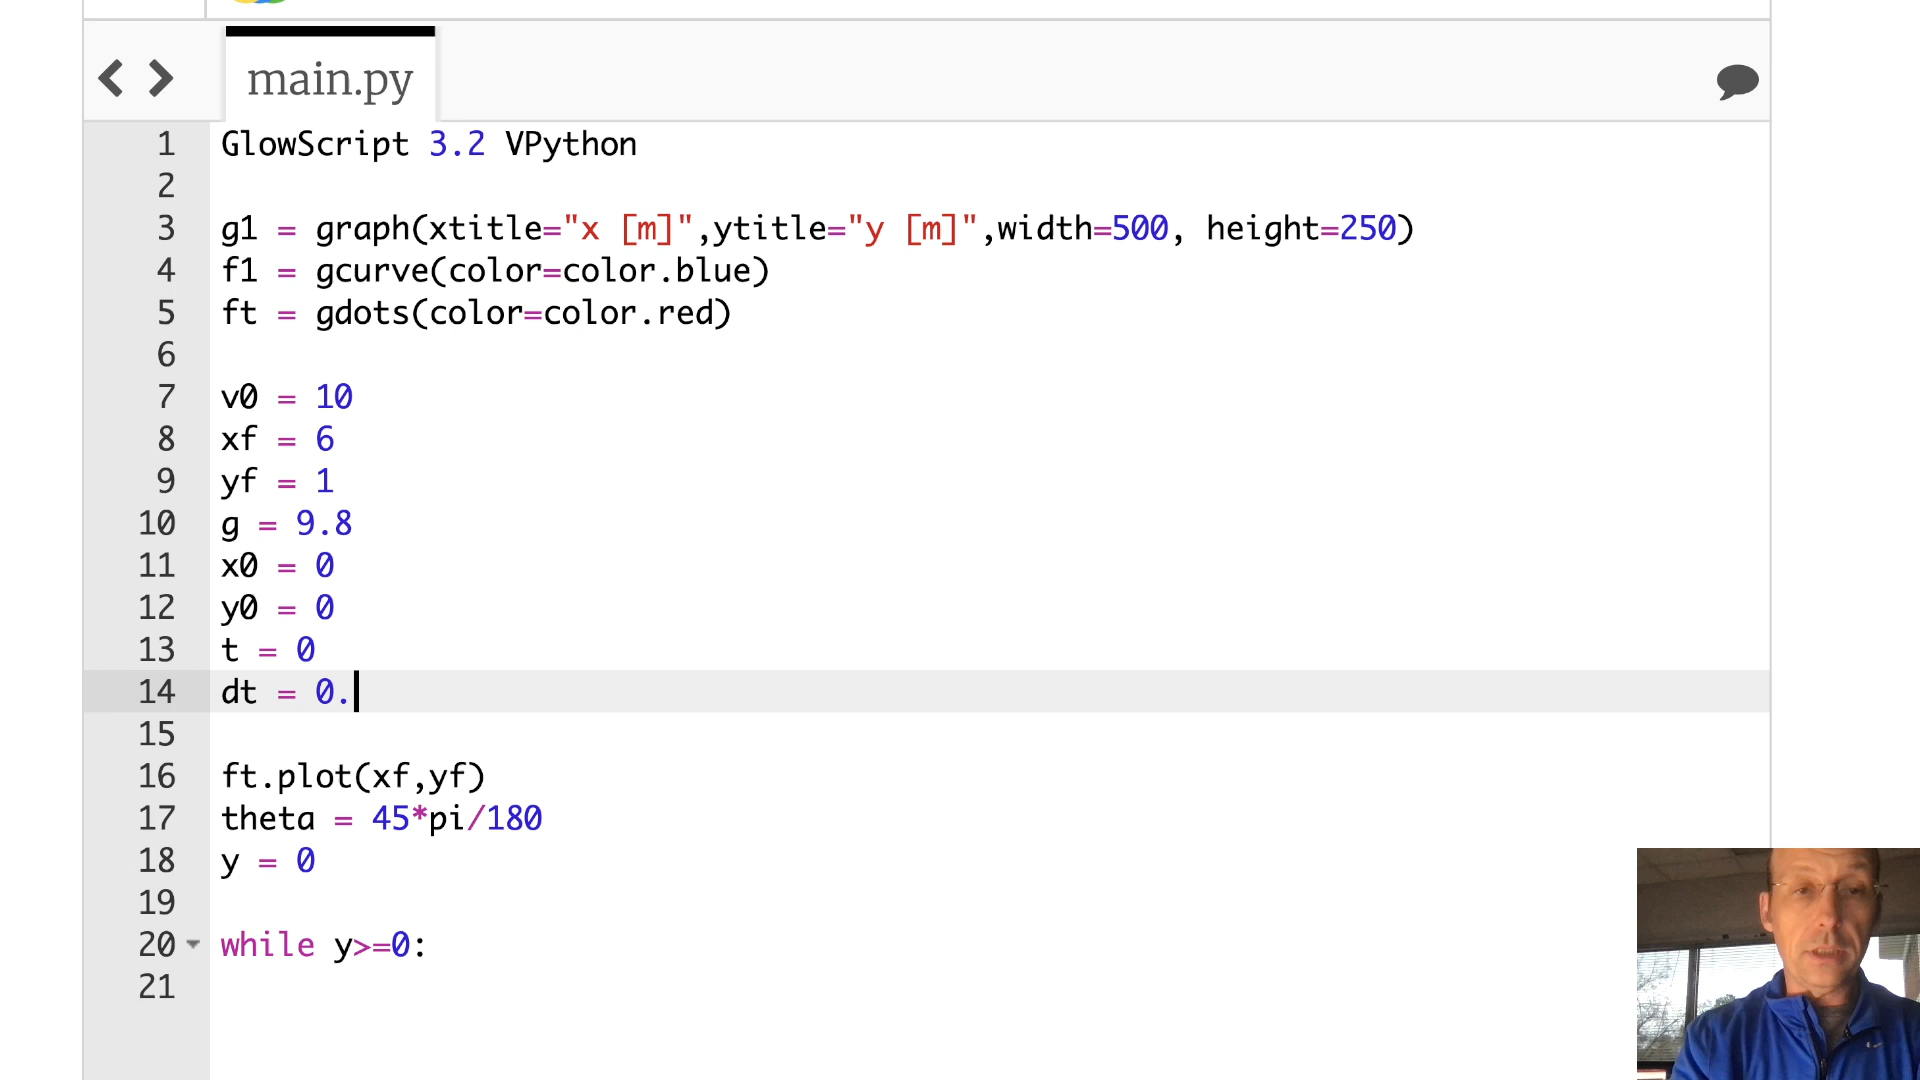 main.py
1 GlowScript 3.2 VPython
2
3 g1 = graph(xtitle="x [m]",ytitle="y [m]",width=500, height=250)
4 f1 = gcurve(color=color.blue)
5 ft = gdots(color=color.red)
6
7 v0 = 10
8 xf = 6
9 yf = 1
10 g = 9.8
11 x0 = 0
12 y0 = 0
13 t = 0
14 dt = 0.
15
16 ft.plot(xf,yf)
17 theta = 45*pi/180
18 y = 0
19
20 while y>=0:
21